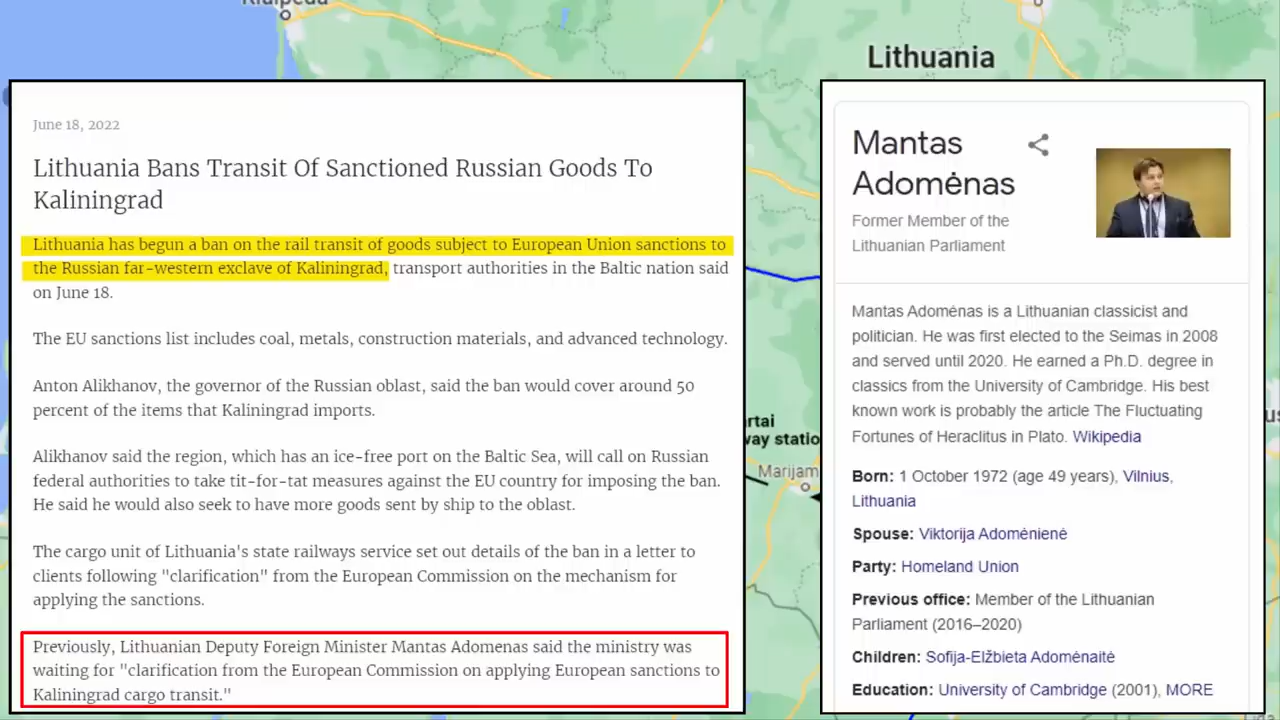 Lithuania
June 18, 2022
Lithuania Bans Transit Of Sanctioned Russian Goods To
Kaliningrad
Lithuania has begun a ban on the rail transit of goods subject to European Union sanctions to
the Russian far-western exclave of Kaliningrad, transport authorities in the Baltic nation said
on June 18.
The EU sanctions list includes coal, metals, construction materials, and advanced technology.
Anton Alikhanov, the governor of the Russian oblast, said the ban would cover around 50
percent of the items that Kaliningrad imports.
Alikhanov said the region, which has an ice-free port on the Baltic Sea, will call on Russian
federal authorities to take tit-for-tat measures against the EU country for imposing the ban.
He said he would also seek to have more goods sent by ship to the oblast.
The cargo unit of Lithuania's state railways service set out details of the ban in a letter to
clients following "clarification" from the European Commission on the mechanism for
applying the sanctions.
Previously, Lithuanian Deputy Foreign Minister Mantas Adomenas said the ministry was
waiting for "clarification from the European Commission on applying European sanctions to
Kaliningrad cargo transit."
rtai
way statio
Marijam
Mantas
Adomėnas
Former Member of the
Lithuanian Parliament
Mantas Adomėnas is a Lithuanian classicist and
politician. He was first elected to the Seimas in 2008
and served until 2020. He earned a Ph.D. degree in
classics from the University of Cambridge. His best
known work is probably the article The Fluctuating
Fortunes of Heraclitus in Plato. Wikipedia
Born: 1 October 1972 (age 49 years), Vilnius,
Lithuania
Spouse: Viktorija Adomėnienė
Party: Homeland Union
Previous office: Member of the Lithuanian
Parliament (2016–2020)
Children: Sofija-Elžbieta Adomėnaitė
Education: University of Cambridge (2001), MORE